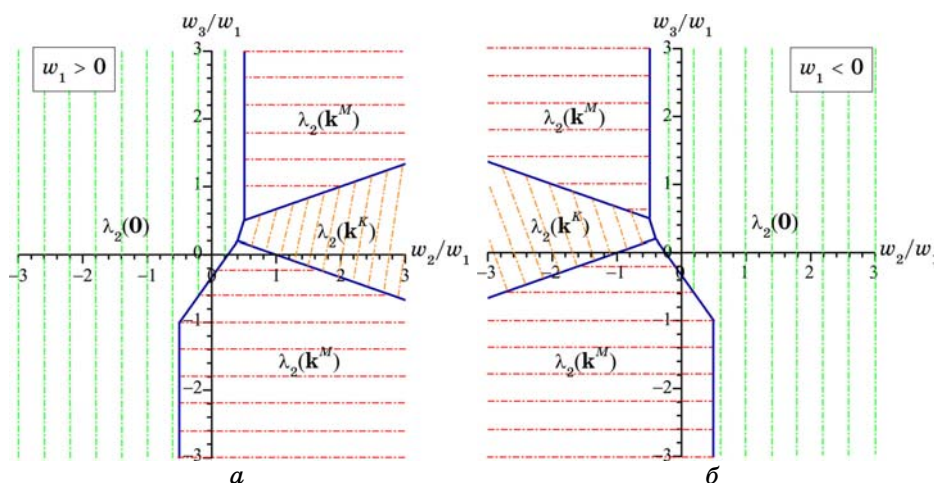 w₃/w₁
w₁ > 0
3
2
1
0
–1
–2
–3
–3
–2
–1
0
1
2
3
w₂/w₁
λ₂(𝐤ᴹ)
λ₂(𝟎)
λ₂(𝐤ᴷ)
λ₂(𝐤ᴹ)
а
w₃/w₁
w₁ < 0
3
2
1
0
–1
–2
–3
–3
–2
–1
0
1
2
3
w₂/w₁
λ₂(𝐤ᴹ)
λ₂(𝟎)
λ₂(𝐤ᴷ)
λ₂(𝐤ᴹ)
б